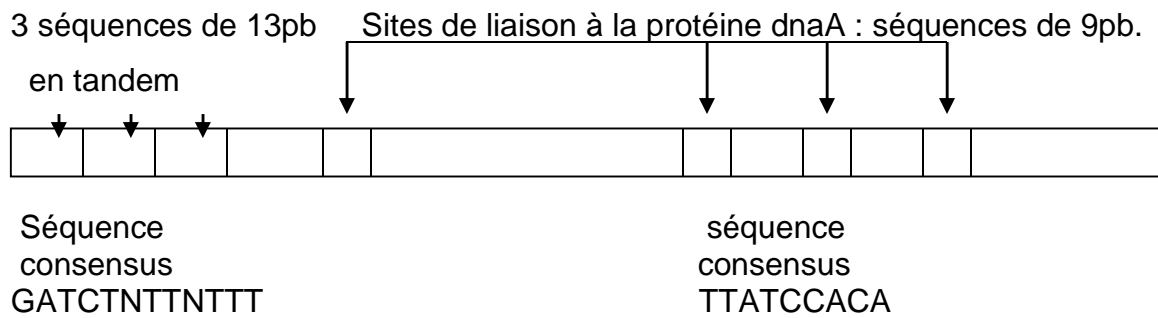 3 séquences de 13pb Sites de liaison à la protéine dnaA : séquences de 9pb.
en tandem
Séquence
consensus
GATCTNTTNTTT
séquence
consensus
TTATCCACA